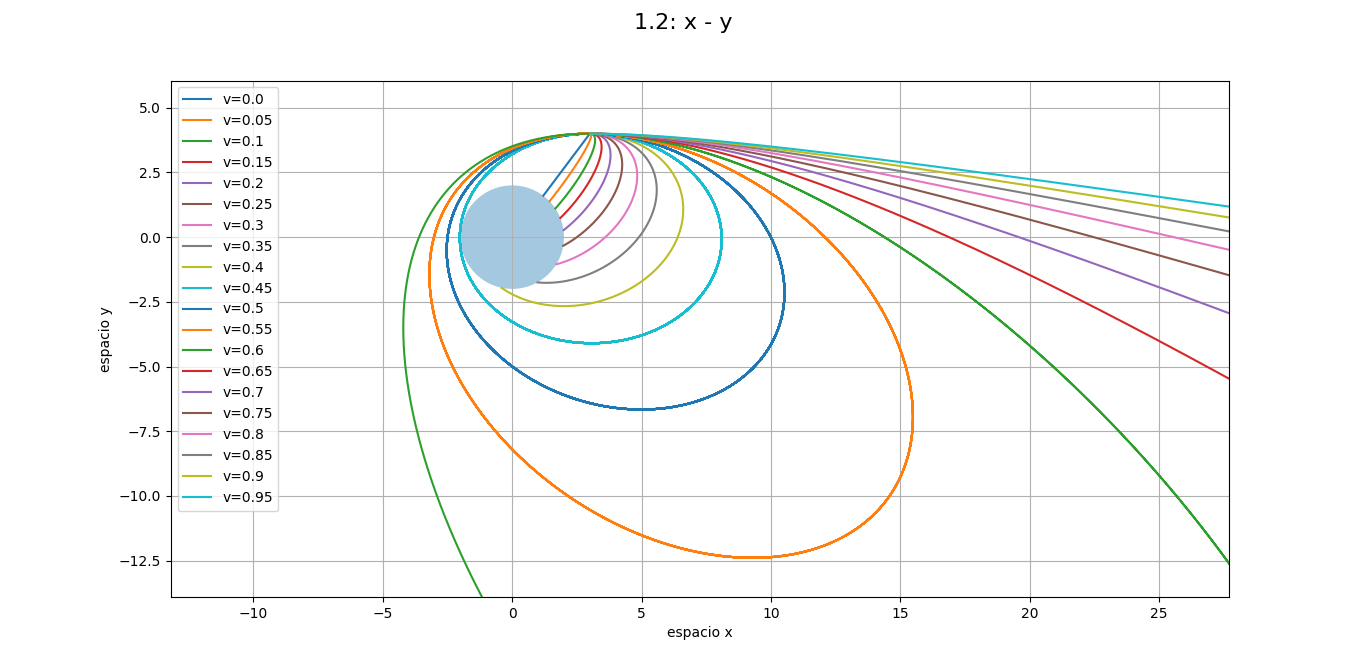 1.2: x - y
v=0.0
v=0.05
v=0.1
v=0.15
v=0.2
v=0.25
v=0.3
v=0.35
v=0.4
v=0.45
v=0.5
v=0.55
v=0.6
v=0.65
v=0.7
v=0.75
v=0.8
v=0.85
v=0.9
v=0.95
5.0
2.5
0.0
−2.5
−5.0
−7.5
−10.0
−12.5
espacio y
−10 −5 0 5 10 15 20 25
espacio x